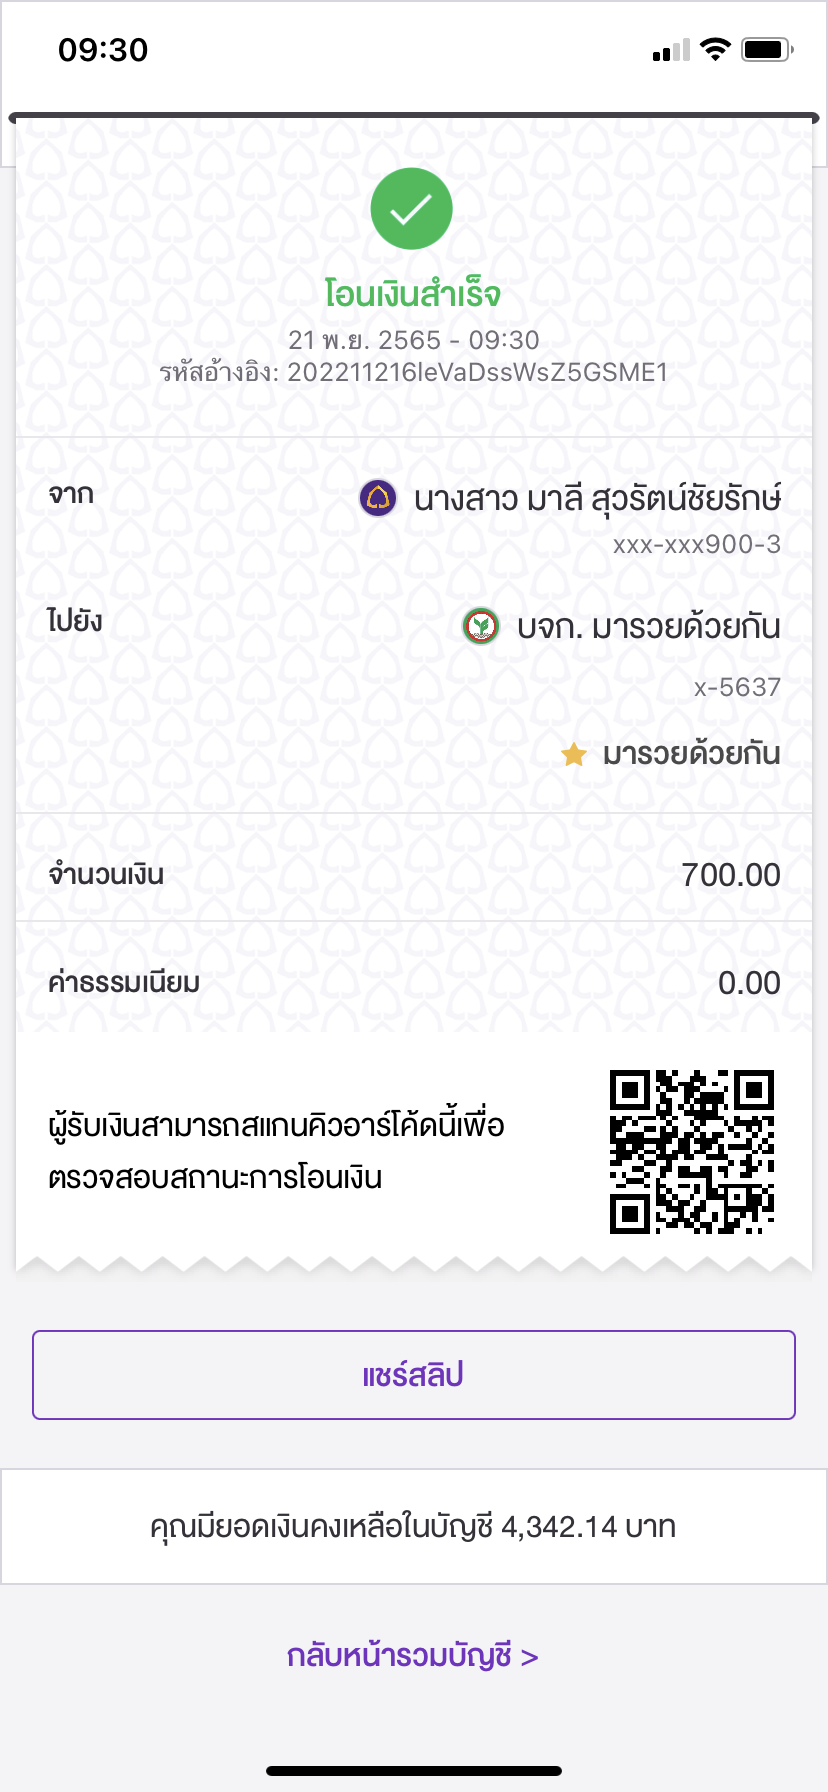 09:30
โอนเงินสำเร็จ
21 พ.ย. 2565 - 09:30
รหัสอ้างอิง: 202211216leVaDssWsZ5GSME1
จาก
นางสาว มาลี สุวรัตน์ชัยรักษ์
xxx-xxx900-3
ไปยัง
บจก. มารวยด้วยกัน
x-5637
มารวยด้วยกัน
จำนวนเงิน 700.00
ค่าธรรมเนียม 0.00
ผู้รับเงินสามารถสแกนคิวอาร์โค้ดนี้เพื่อ
ตรวจสอบสถานะการโอนเงิน
แชร์สลิป
คุณมียอดเงินคงเหลือในบัญชี 4,342.14 บาท
กลับหน้ารวมบัญชี >